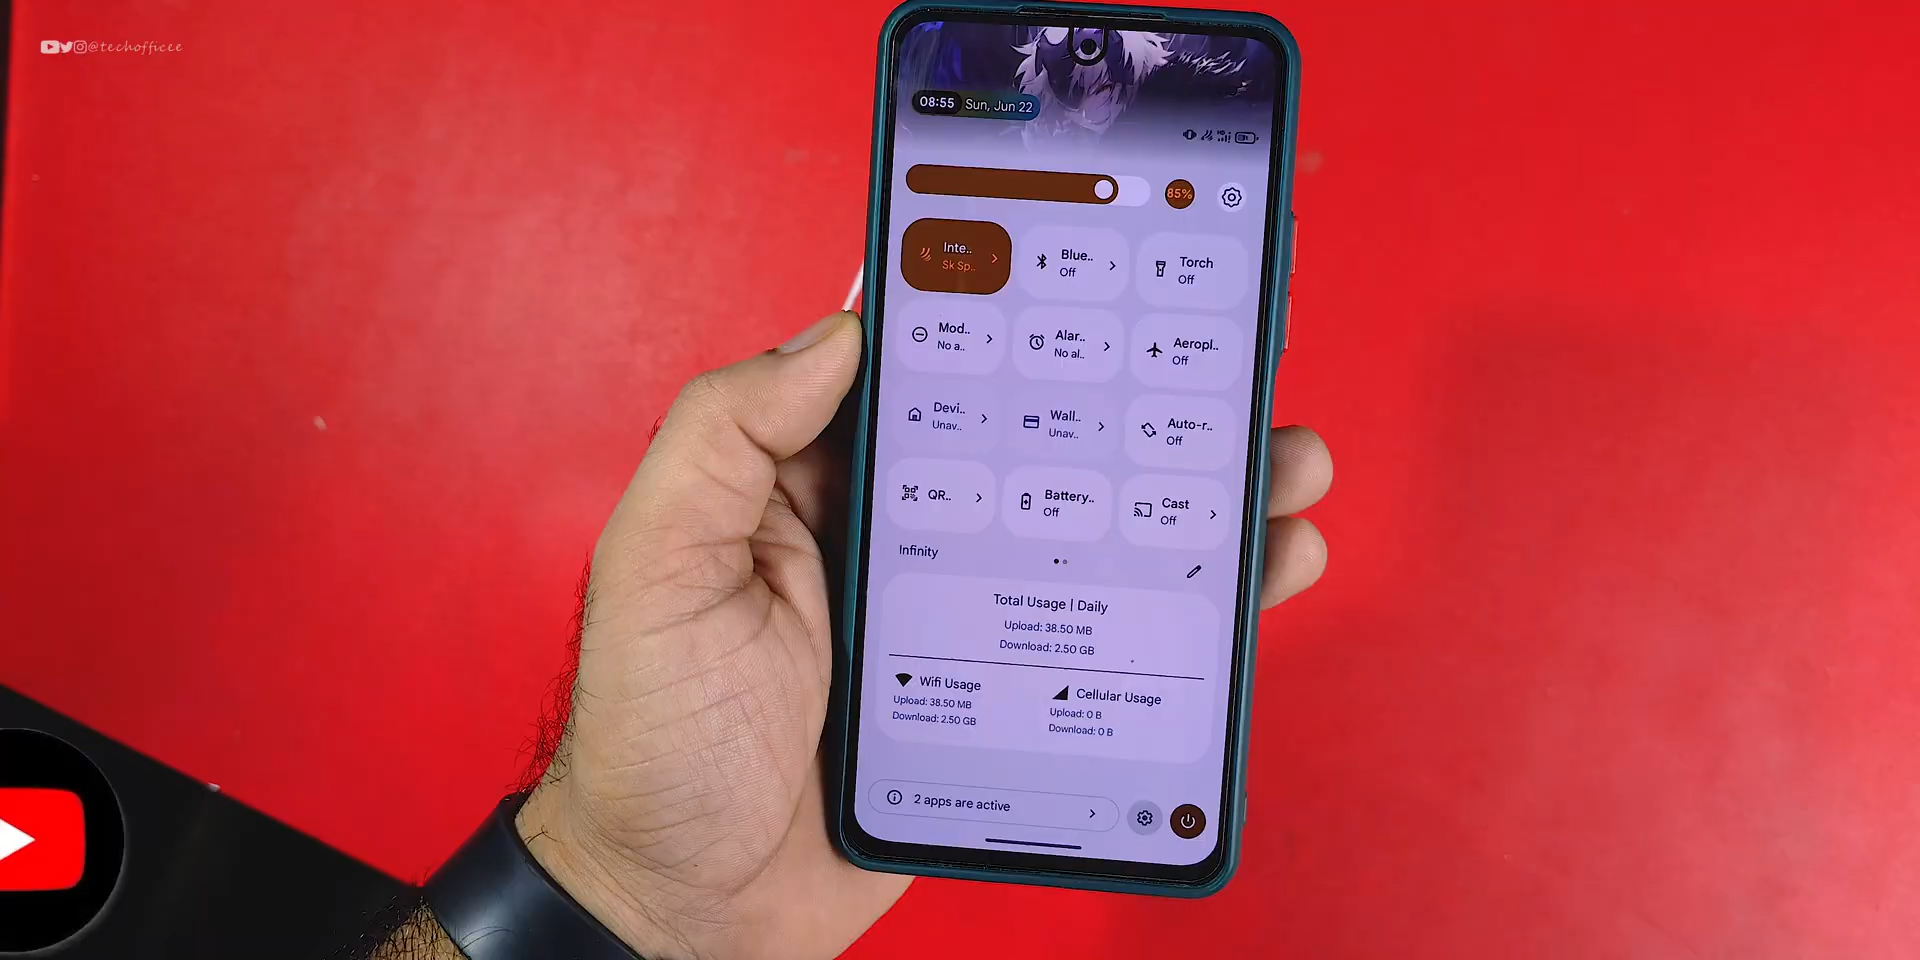 @techofficee
08:55 Sun, Jun 22
85%
Inte..
Sk Sp..
Blue..
Off
Torch
Off
Mod..
No a..
Alar..
No al..
Aeropl..
Off
Devi..
Unav..
Wall..
Unav..
Auto-r..
Off
QR..
Battery..
Off
Cast
Off
Infinity
Total Usage | Daily
Upload: 38.50 MB
Download: 2.50 GB
Wifi Usage
Upload: 38.50 MB
Download: 2.50 GB
Cellular Usage
Upload: 0 B
Download: 0 B
2 apps are active